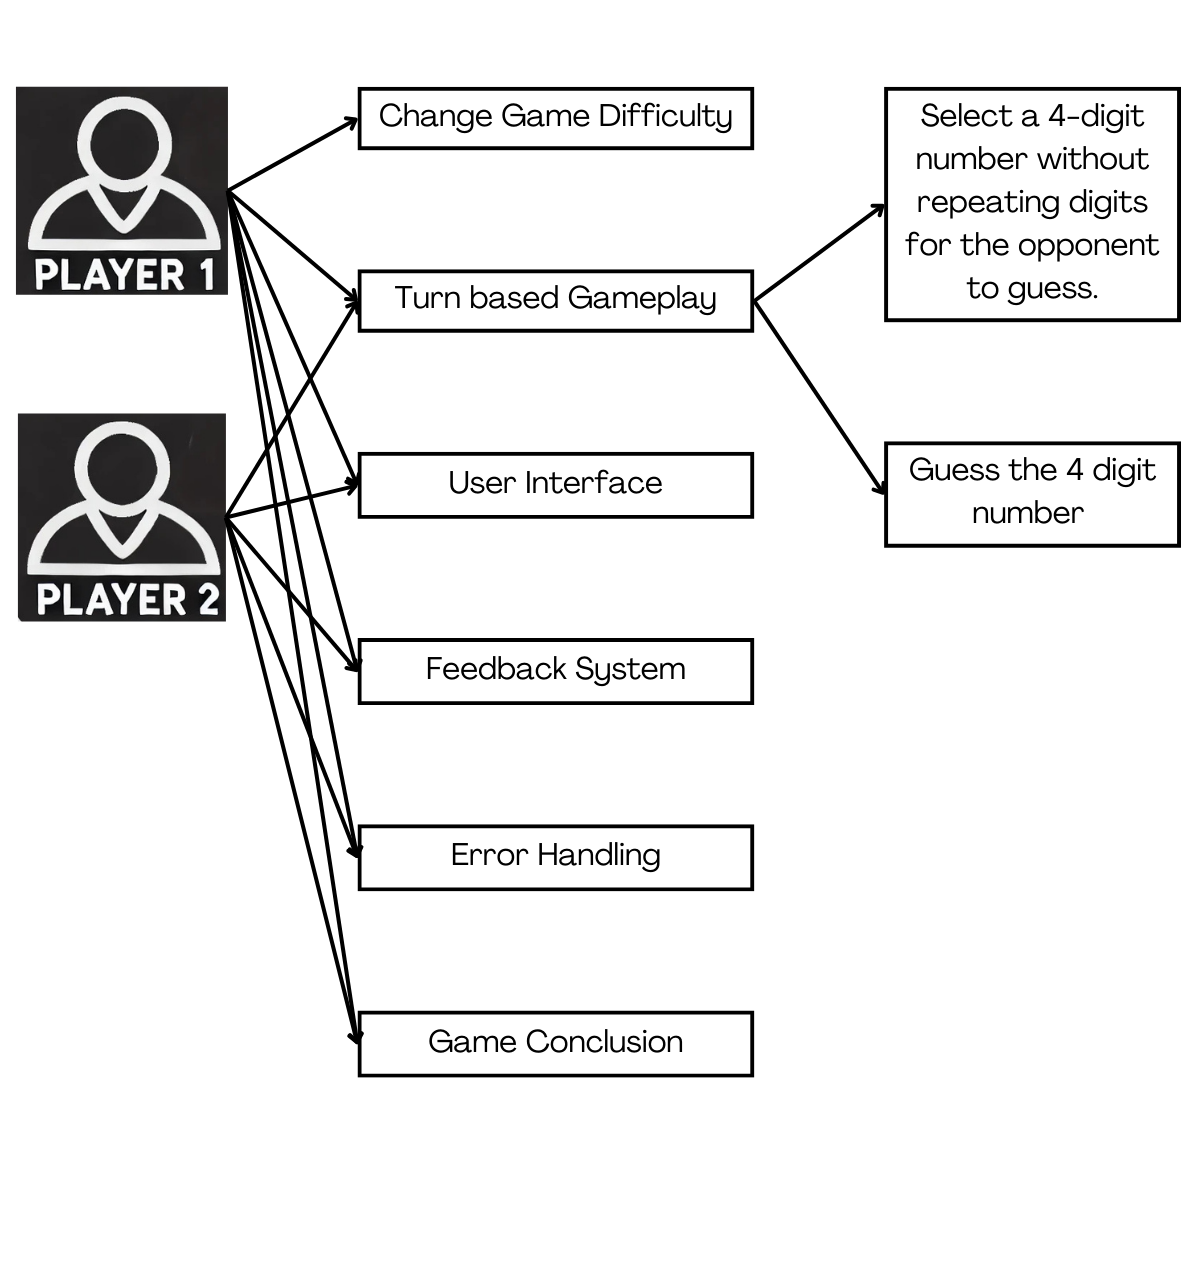 PLAYER 1
PLAYER 2
Change Game Difficulty
Turn based Gameplay
User Interface
Feedback System
Error Handling
Game Conclusion
Select a 4-digit
number without
repeating digits
for the opponent
to guess.
Guess the 4 digit
number